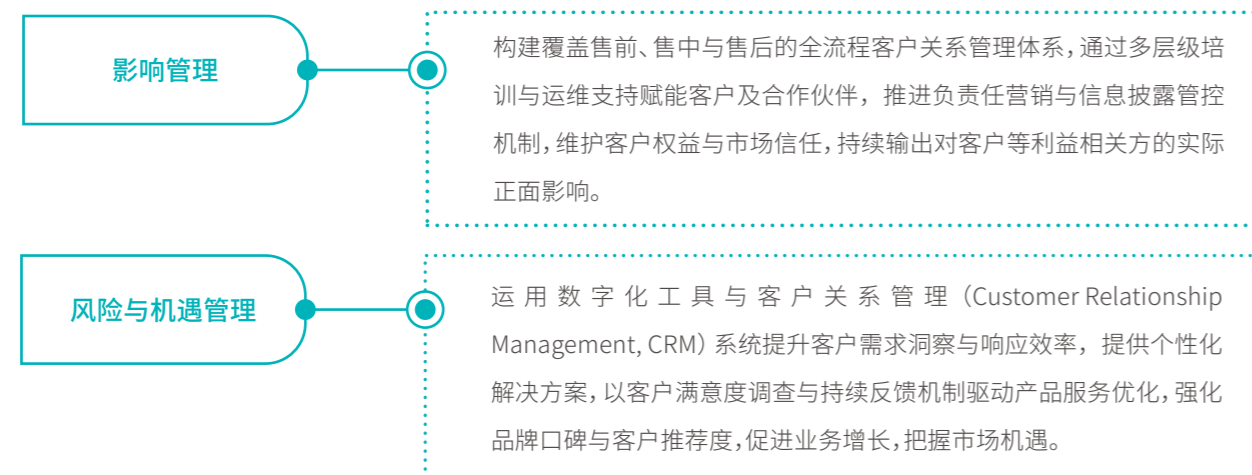 影响管理
构建覆盖售前、售中与售后的全流程客户关系管理体系，通过多层级培
训与运维支持赋能客户及合作伙伴，推进负责任营销与信息披露管控
机制，维护客户权益与市场信任，持续输出对客户等利益相关方的实际
正面影响。
风险与机遇管理
运用数字化工具与客户关系管理（Customer Relationship
Management, CRM）系统提升客户需求洞察与响应效率，提供个性化
解决方案，以客户满意度调查与持续反馈机制驱动产品服务优化，强化
品牌口碑与客户推荐度，促进业务增长，把握市场机遇。